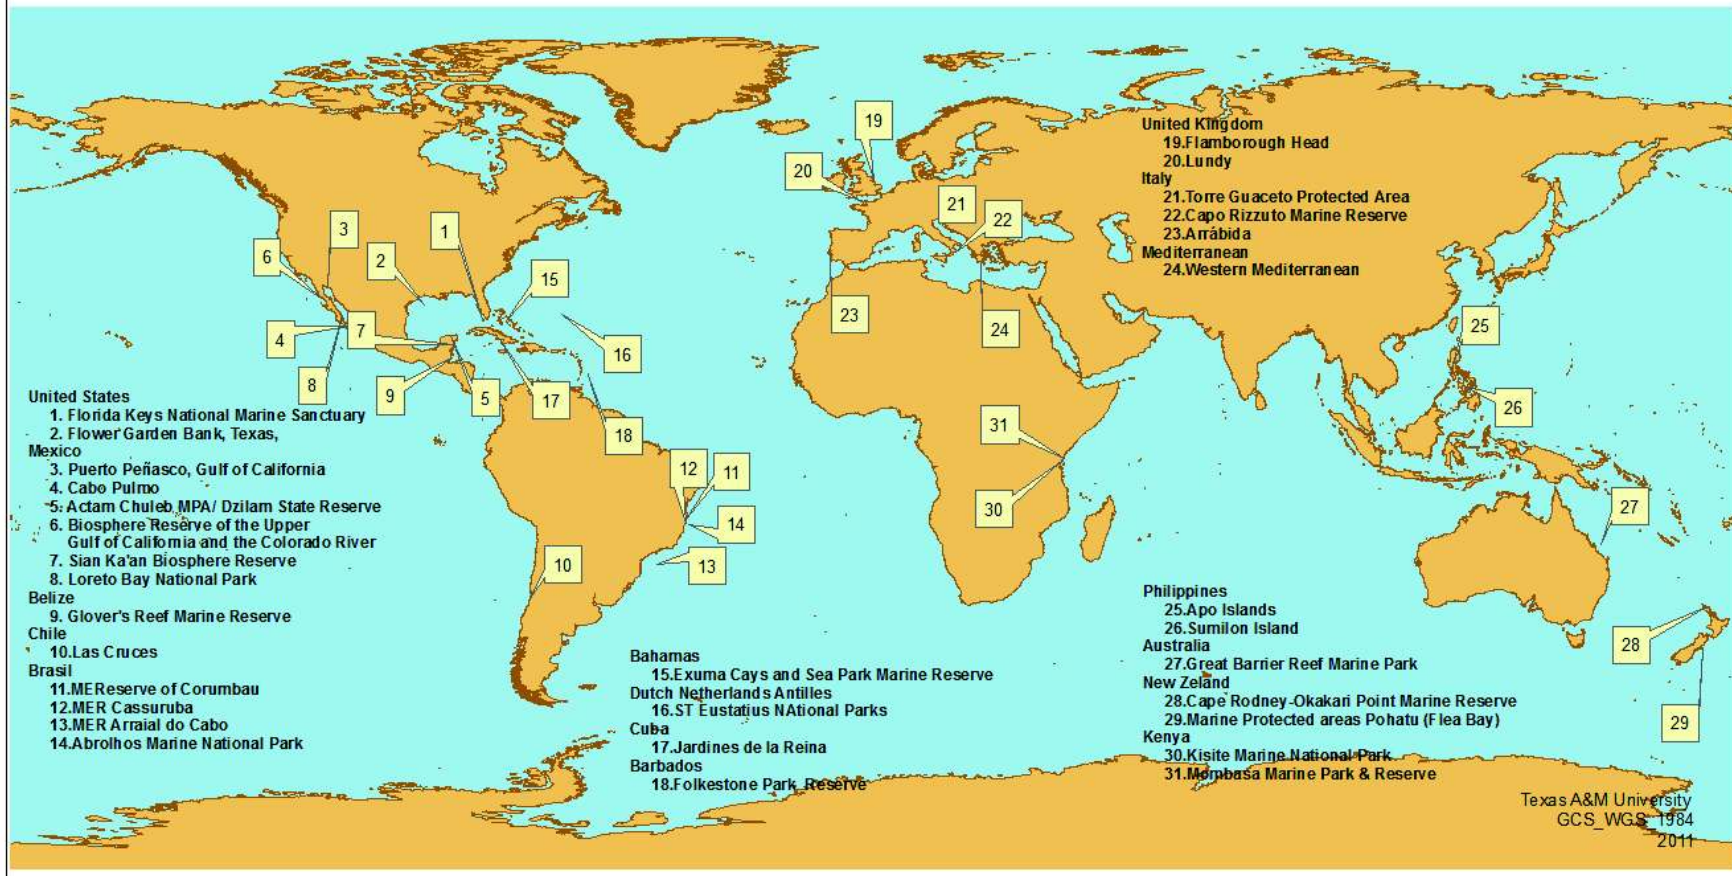 19
20
21
22
3
1
2
6
15
7
4
16
8
9
5
17
18
23
24
25
26
31
30
12
11
14
13
10
27
28
29
United States
1. Florida Keys National Marine Sanctuary
2. Flower Garden Bank, Texas,
Mexico
3. Puerto Peñasco, Gulf of California
4. Cabo Pulmo
5. Actam Chuleb MPA/ Dzilam State Reserve
6. Biosphere Reserve of the Upper
Gulf of California and the Colorado River
7. Sian Ka'an Biosphere Reserve
8. Loreto Bay National Park
Belize
9. Glover's Reef Marine Reserve
Chile
10.Las Cruces
Brasil
11.MEReserve of Corumbau
12.MER Cassuruba
13.MER Arraial do Cabo
14.Abrolhos Marine National Park
Bahamas
15.Exuma Cays and Sea Park Marine Reserve
Dutch Netherlands Antilles
16.ST Eustatius NAtional Parks
Cuba
17.Jardines de la Reina
Barbados
18.Folkestone Park Reserve
United Kingdom
19.Flamborough Head
20.Lundy
Italy
21.Torre Guaceto Protected Area
22.Capo Rizzuto Marine Reserve
23.Arrábida
Mediterranean
24.Western Mediterranean
Philippines
25.Apo Islands
26.Sumilon Island
Australia
27.Great Barrier Reef Marine Park
New Zeland
28.Cape Rodney-Okakari Point Marine Reserve
29.Marine Protected areas Pohatu (Flea Bay)
Kenya
30.Kisite Marine National Park
31.Mombasa Marine Park & Reserve
Texas A&M University
GCS_WGS_1984
2011